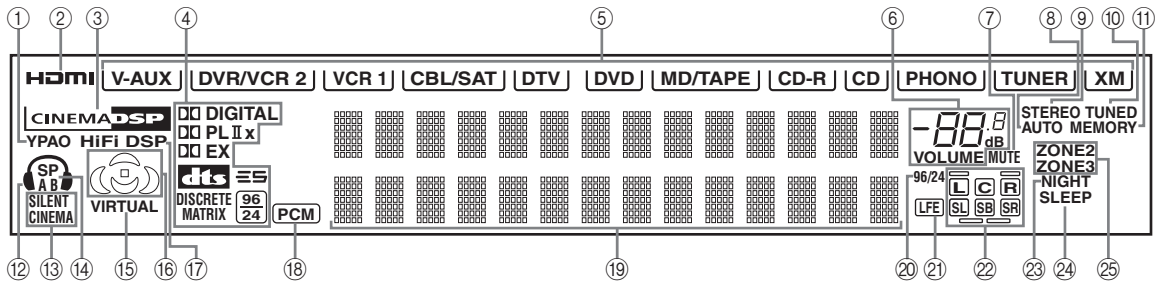 ① ② ③ ④ ⑤ ⑥ ⑦ ⑧ ⑨ ⑩ ⑪
HDMI V-AUX DVR/VCR 2 VCR 1 CBL/SAT DTV DVD MD/TAPE CD-R CD PHONO TUNER XM
CINEMA DSP
YPAO HiFi DSP
SP
A B
SILENT
CINEMA
VIRTUAL
DIGITAL
PL II x
EX
dts ES
DISCRETE
MATRIX
96
24
PCM
-88.8
dB
VOLUME MUTE
STEREO TUNED
AUTO MEMORY
96/24
LFE
L C R
SL SB SR
ZONE2
ZONE3
NIGHT
SLEEP
⑫ ⑬ ⑭ ⑮ ⑯ ⑰ ⑱ ⑲ ⑳ ㉑ ㉒ ㉓ ㉔ ㉕